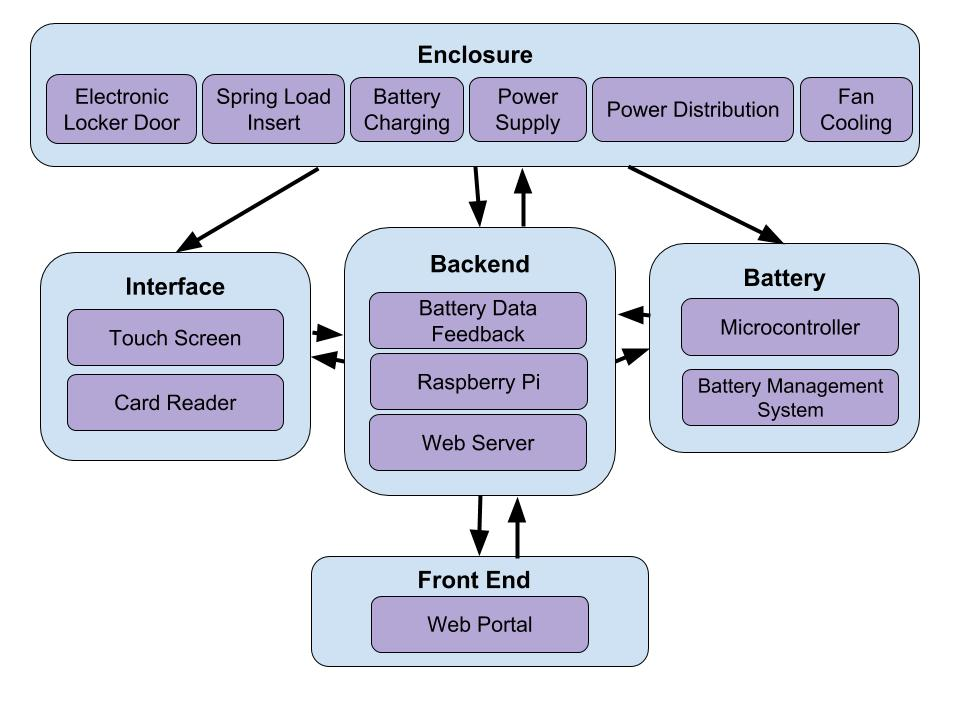 Enclosure
Electronic
Locker Door
Spring Load
Insert
Battery
Charging
Power
Supply
Power Distribution
Fan
Cooling
Interface
Touch Screen
Card Reader
Backend
Battery Data
Feedback
Raspberry Pi
Web Server
Battery
Microcontroller
Battery Management
System
Front End
Web Portal